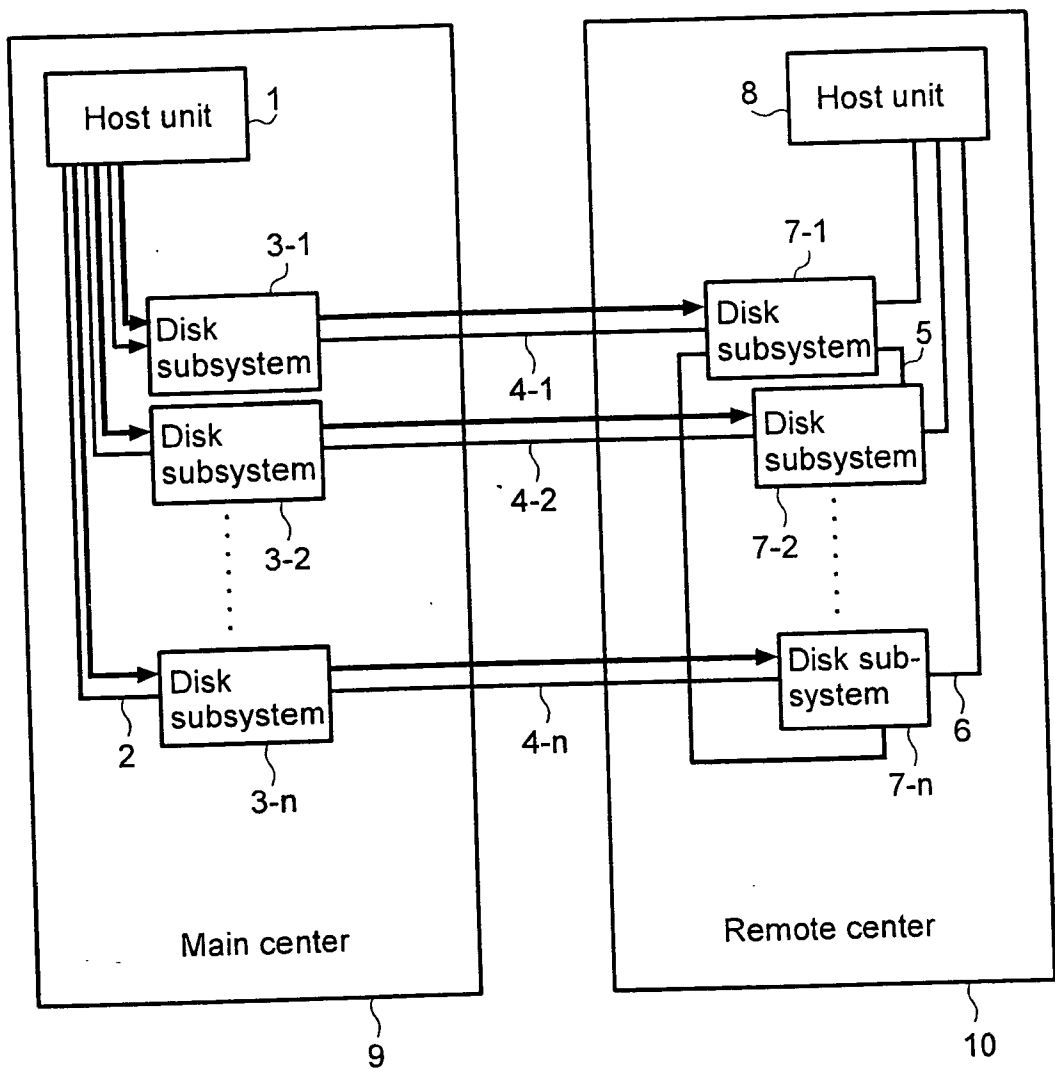 Host unit
1
8
Host unit
3-1
7-1
Disk
subsystem
Disk
subsystem
5
4-1
Disk
subsystem
Disk
subsystem
4-2
3-2
7-2
Disk
subsystem
Disk sub-
system
2
4-n
6
3-n
7-n
Main center
Remote center
9
10